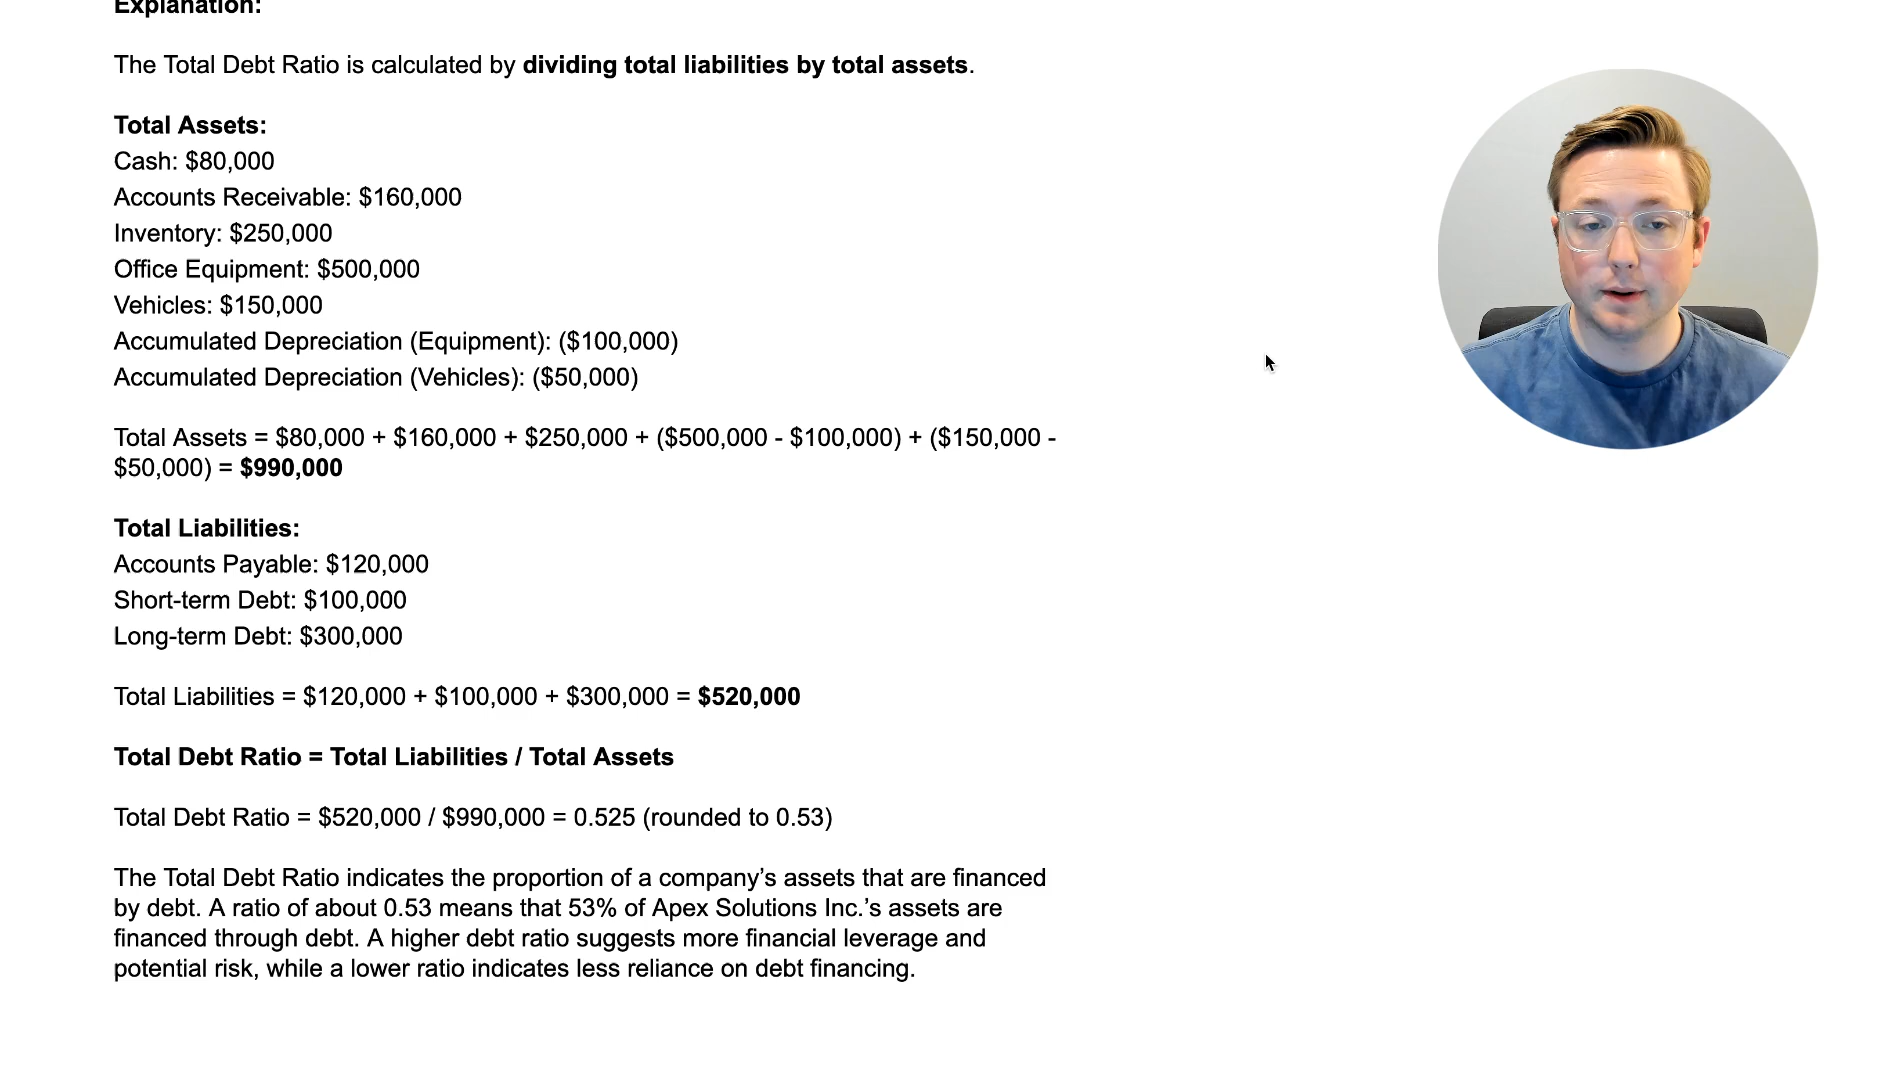 Explanation:
The Total Debt Ratio is calculated by dividing total liabilities by total assets.
Total Assets:
Cash: $80,000
Accounts Receivable: $160,000
Inventory: $250,000
Office Equipment: $500,000
Vehicles: $150,000
Accumulated Depreciation (Equipment): ($100,000)
Accumulated Depreciation (Vehicles): ($50,000)
Total Assets = $80,000 + $160,000 + $250,000 + ($500,000 - $100,000) + ($150,000 -
$50,000) = $990,000
Total Liabilities:
Accounts Payable: $120,000
Short-term Debt: $100,000
Long-term Debt: $300,000
Total Liabilities = $120,000 + $100,000 + $300,000 = $520,000
Total Debt Ratio = Total Liabilities / Total Assets
Total Debt Ratio = $520,000 / $990,000 = 0.525 (rounded to 0.53)
The Total Debt Ratio indicates the proportion of a company’s assets that are financed
by debt. A ratio of about 0.53 means that 53% of Apex Solutions Inc.’s assets are
financed through debt. A higher debt ratio suggests more financial leverage and
potential risk, while a lower ratio indicates less reliance on debt financing.